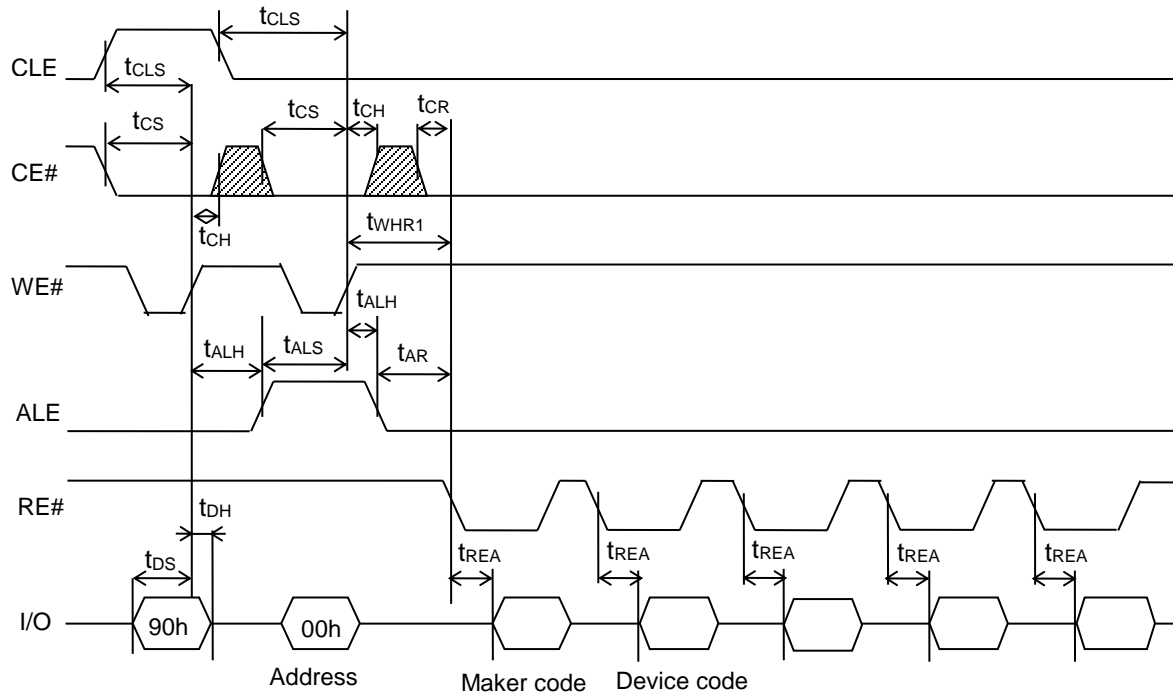 tCLS
CLE
tCLS
tCS tCH tCR
tCS
CE#
tCH
tWHR1
WE#
tALH
tALH tALS tAR
ALE
RE#
tDH
tDS
tREA tREA tREA tREA tREA
I/O 90h 00h
Address Maker code Device code